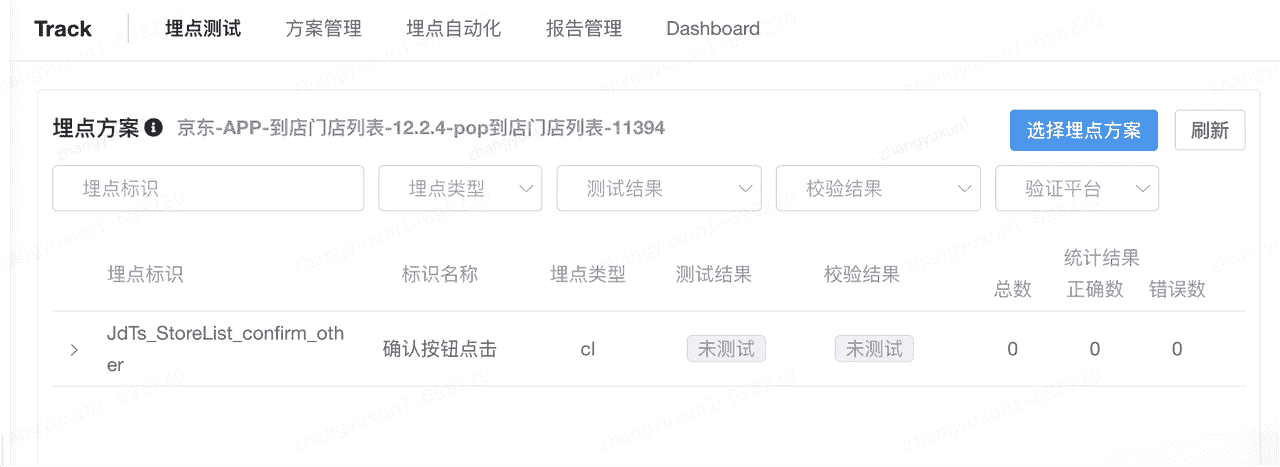 Track 埋点测试 方案管理 埋点自动化 报告管理 Dashboard
埋点方案 京东-APP-到店门店列表-12.2.4-pop到店门店列表-11394 选择埋点方案 刷新
埋点标识 埋点类型 测试结果 校验结果 验证平台
埋点标识 标识名称 埋点类型 测试结果 校验结果 统计结果
总数 正确数 错误数
JdTs_StoreList_confirm_oth
er 确认按钮点击 cl 未测试 未测试 0 0 0
zhangyuxun1-698239